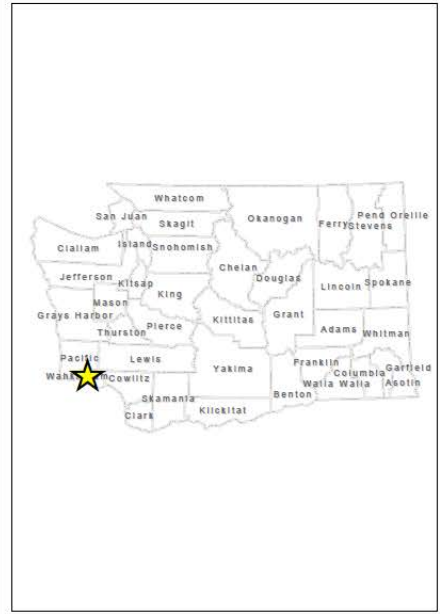 Whatcom
San Juan
Skagit
Okanogan
Ferry
Pend Oreille
Stevens
Clallam
Island
Snohomish
Chelan
Douglas
Jefferson
Kitsap
King
Lincoln
Spokane
Mason
Grays Harbor
Kittitas
Grant
Thurston
Pierce
Adams
Whitman
Pacific
Lewis
Yakima
Franklin
Garfield
Columbia
Cowlitz
Walla Walla
Asotin
Benton
Skamania
Klickitat
Clark